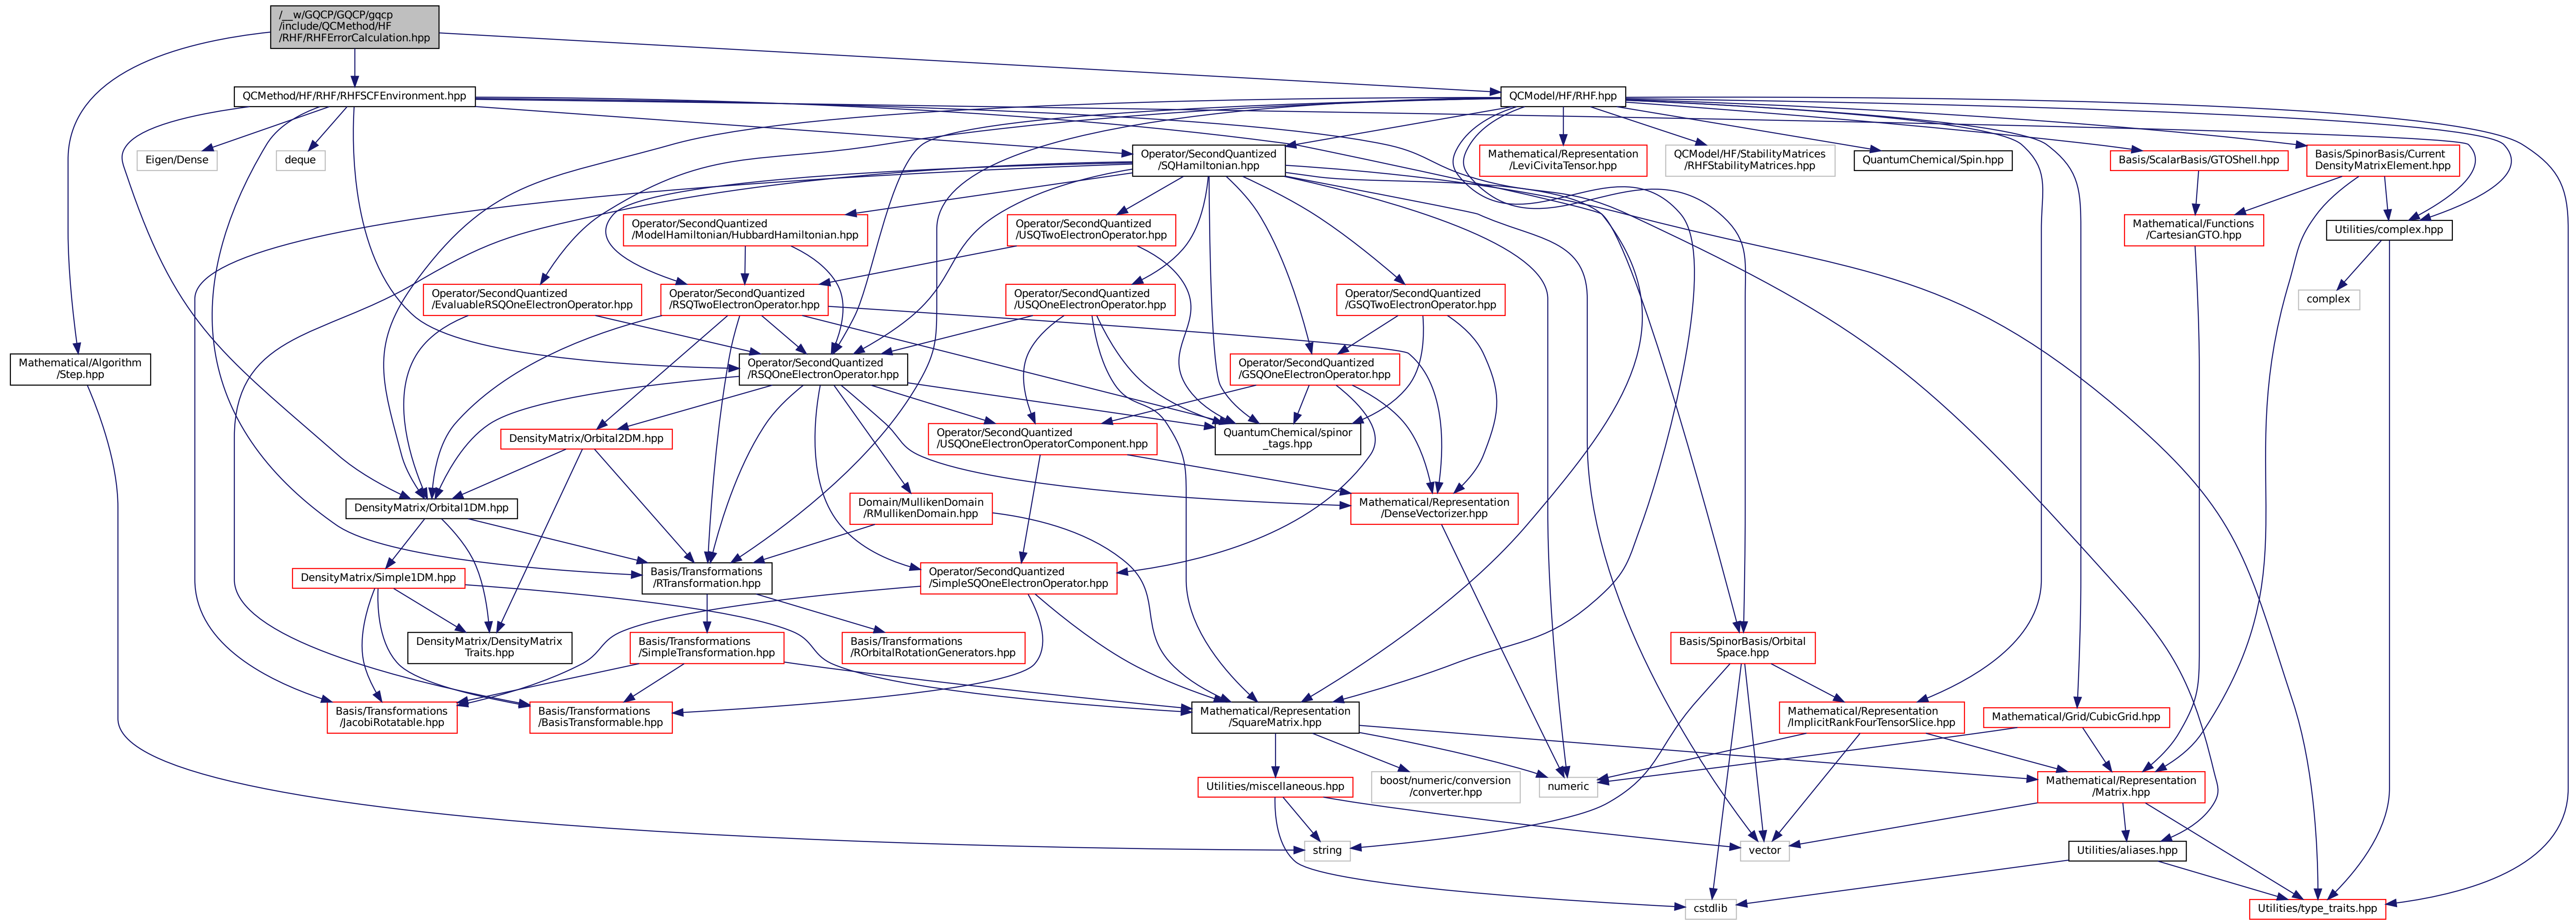 /__w/GQCP/GQCP/gqcp
/include/QCMethod/HF
/RHF/RHFErrorCalculation.hpp
QCMethod/HF/RHF/RHFSCFEnvironment.hpp
QCModel/HF/RHF.hpp
Eigen/Dense
deque
Operator/SecondQuantized
/SQHamiltonian.hpp
Mathematical/Representation
/LeviCivitaTensor.hpp
QCModel/HF/StabilityMatrices
/RHFStabilityMatrices.hpp
QuantumChemical/Spin.hpp
Basis/ScalarBasis/GTOShell.hpp
Basis/SpinorBasis/Current
DensityMatrixElement.hpp
Operator/SecondQuantized
/ModelHamiltonian/HubbardHamiltonian.hpp
Operator/SecondQuantized
/USQTwoElectronOperator.hpp
Mathematical/Functions
/CartesianGTO.hpp
Utilities/complex.hpp
Operator/SecondQuantized
/EvaluableRSQOneElectronOperator.hpp
Operator/SecondQuantized
/RSQTwoElectronOperator.hpp
Operator/SecondQuantized
/USQOneElectronOperator.hpp
Operator/SecondQuantized
/GSQTwoElectronOperator.hpp
complex
Mathematical/Algorithm
/Step.hpp
Operator/SecondQuantized
/RSQOneElectronOperator.hpp
Operator/SecondQuantized
/GSQOneElectronOperator.hpp
DensityMatrix/Orbital2DM.hpp
Operator/SecondQuantized
/USQOneElectronOperatorComponent.hpp
QuantumChemical/spinor
_tags.hpp
DensityMatrix/Orbital1DM.hpp
Domain/MullikenDomain
/RMullikenDomain.hpp
Mathematical/Representation
/DenseVectorizer.hpp
DensityMatrix/Simple1DM.hpp
Basis/Transformations
/RTransformation.hpp
Operator/SecondQuantized
/SimpleSQOneElectronOperator.hpp
DensityMatrix/DensityMatrix
Traits.hpp
Basis/Transformations
/SimpleTransformation.hpp
Basis/Transformations
/ROrbitalRotationGenerators.hpp
Basis/SpinorBasis/Orbital
Space.hpp
Basis/Transformations
/JacobiRotatable.hpp
Basis/Transformations
/BasisTransformable.hpp
Mathematical/Representation
/SquareMatrix.hpp
Mathematical/Representation
/ImplicitRankFourTensorSlice.hpp
Mathematical/Grid/CubicGrid.hpp
Utilities/miscellaneous.hpp
boost/numeric/conversion
/converter.hpp
numeric
Mathematical/Representation
/Matrix.hpp
string
vector
Utilities/aliases.hpp
cstdlib
Utilities/type_traits.hpp